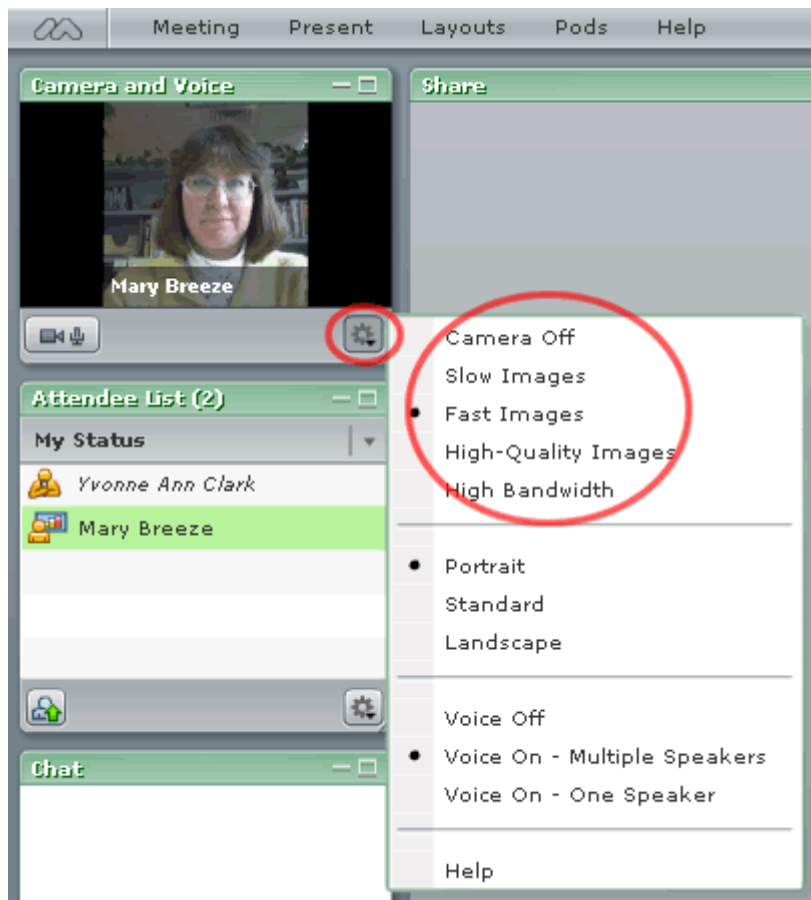 Meeting Present Layouts Pods Help
Camera and Voice
Share
Mary Breeze
Camera Off
Slow Images
Fast Images
High-Quality Images
High Bandwidth
Portrait
Standard
Landscape
Voice Off
Voice On - Multiple Speakers
Voice On - One Speaker
Help
Attendee List (2)
My Status
Yvonne Ann Clark
Mary Breeze
Chat